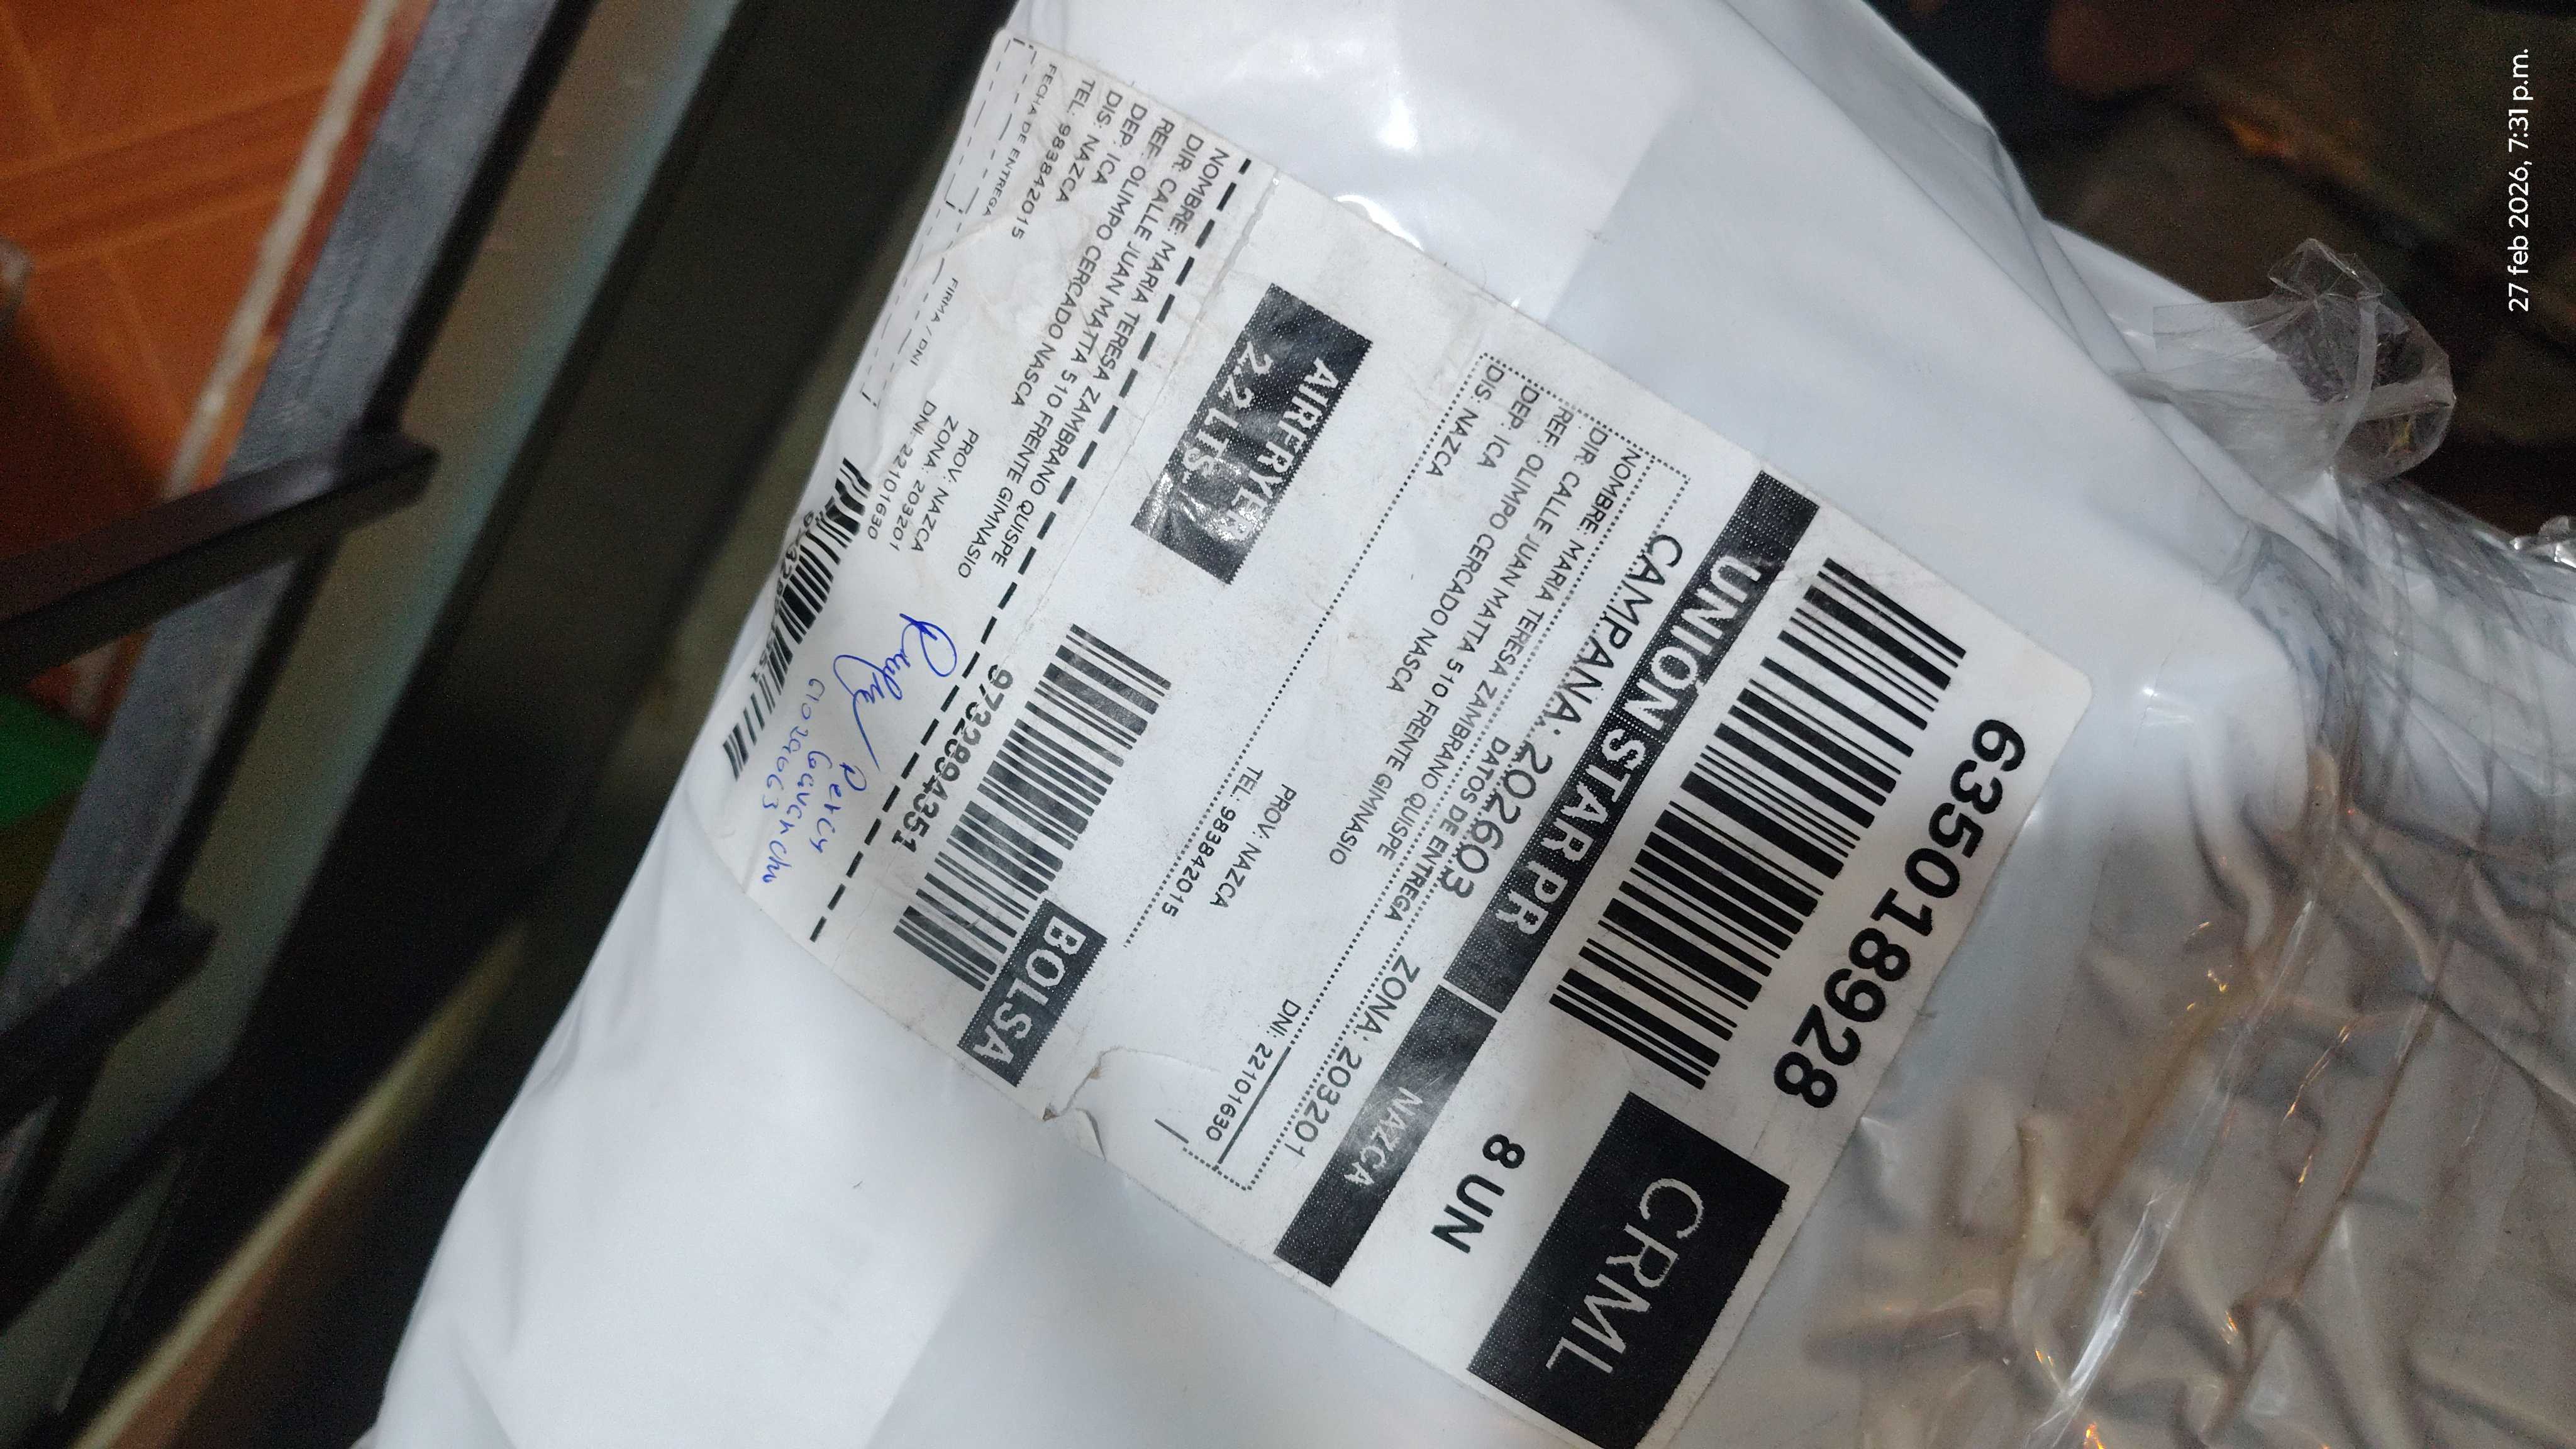 635018928
CRML
UNION STAR PR
NAZCA
CAMPANA: 202603
8 UN
DATOS DE ENTREGA
ZONA: 203201
NOMBRE: MARIA TERESA ZAMBRANO QUISPE
DIR: CALLE JUAN MATTA 510 FRENTE GIMNASIO
REF: OLIMPO CERCADO NASCA
DEP: ICA
PROV: NAZCA
DNI: 22101630
DIS: NAZCA
TEL: 983842015
AIRFRYER
2.2 LTS
BOLSA
9732894351
NOMBRE: MARIA TERESA ZAMBRANO QUISPE
DIR: CALLE JUAN MATTA 510 FRENTE GIMNASIO
REF: OLIMPO CERCADO NASCA
DEP: ICA
PROV: NAZCA
DIS: NAZCA
ZONA: 203201
TEL: 983842015
DNI: 22101630
FECHA DE ENTREGA
FIRMA / DNI
Percy
27 feb 2026, 7:31 p.m.